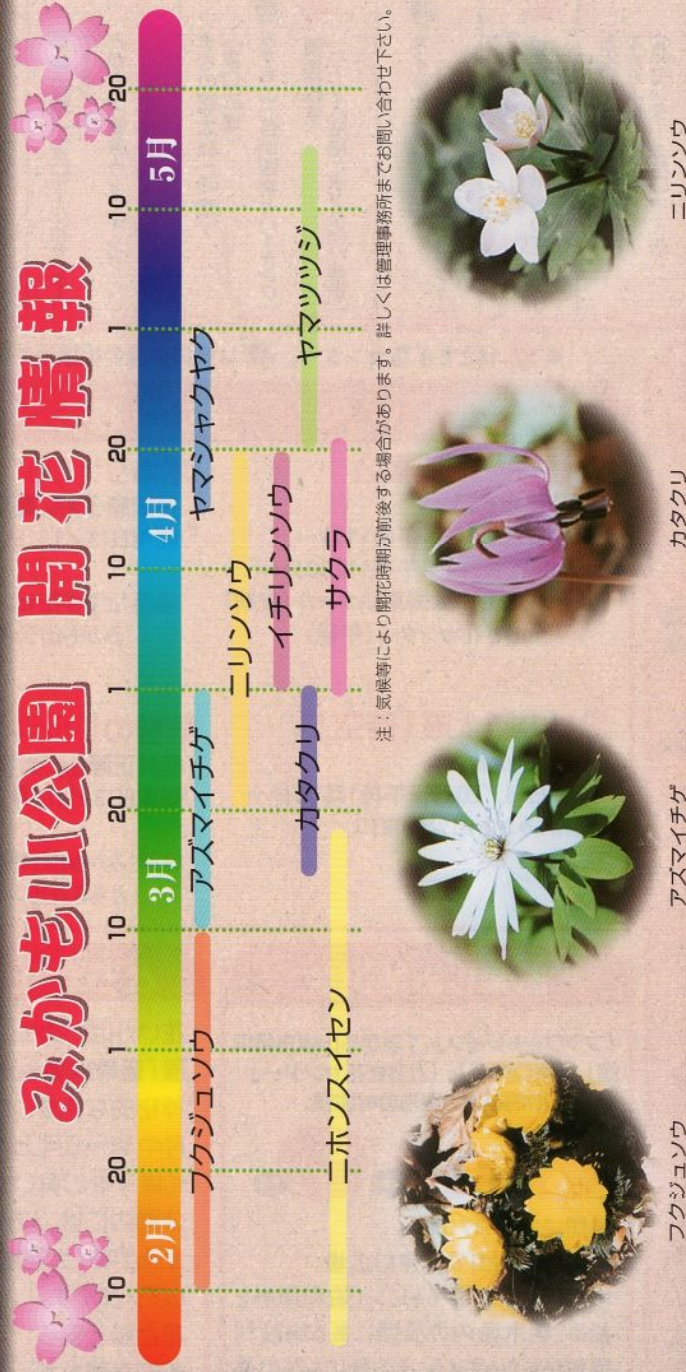 みかも山公園 開花情報
10 20 1 10 20 1 10 20 1 10 20
2月 3月 4月 5月
フクジュソウ アズマイチゲ ヤマシャクヤク
ニリンソウ
イチリンソウ
カタクリ ヤマツツジ
ニホンスイセン サクラ
注：気候等により開花時期が前後する場合があります。詳しくは管理事務所までお問い合わせ下さい。
フクジュソウ アズマイチゲ カタクリ ニリンソウ